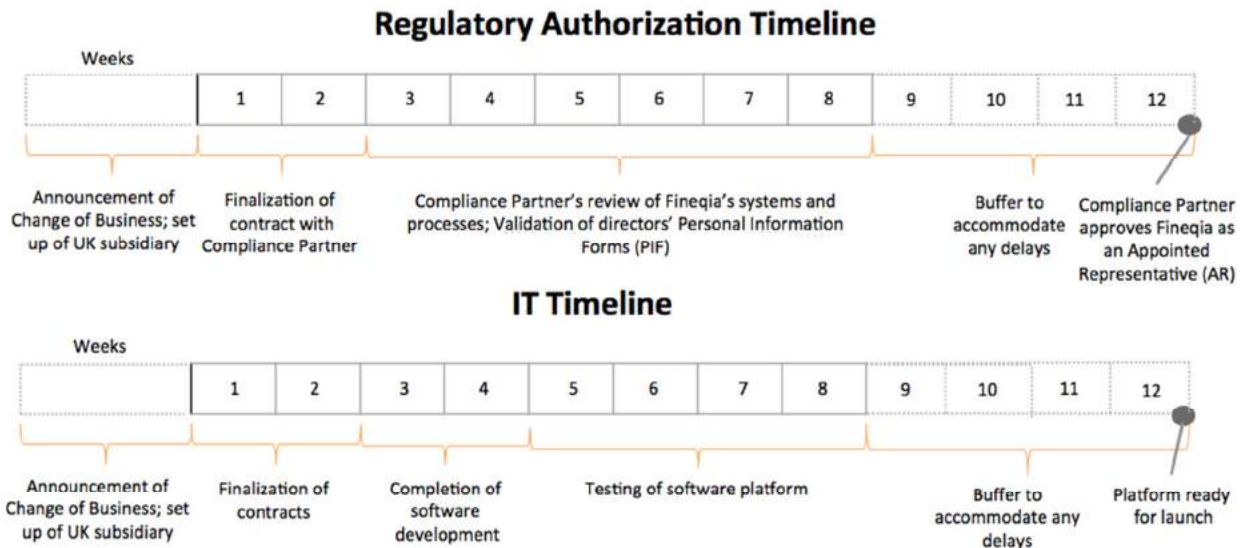 Regulatory Authorization Timeline
Weeks
1 2 3 4 5 6 7 8 9 10 11 12
Announcement of
Change of Business; set
up of UK subsidiary
Finalization of
contract with
Compliance Partner
Compliance Partner's review of Fineqia's systems and
processes; Validation of directors' Personal Information
Forms (PIF)
Buffer to
accommodate
any delays
Compliance Partner
approves Fineqia as
an Appointed
Representative (AR)
IT Timeline
Weeks
1 2 3 4 5 6 7 8 9 10 11 12
Announcement of
Change of Business; set
up of UK subsidiary
Finalization of
contracts
Completion of
software
development
Testing of software platform
Buffer to
accommodate any
delays
Platform ready
for launch